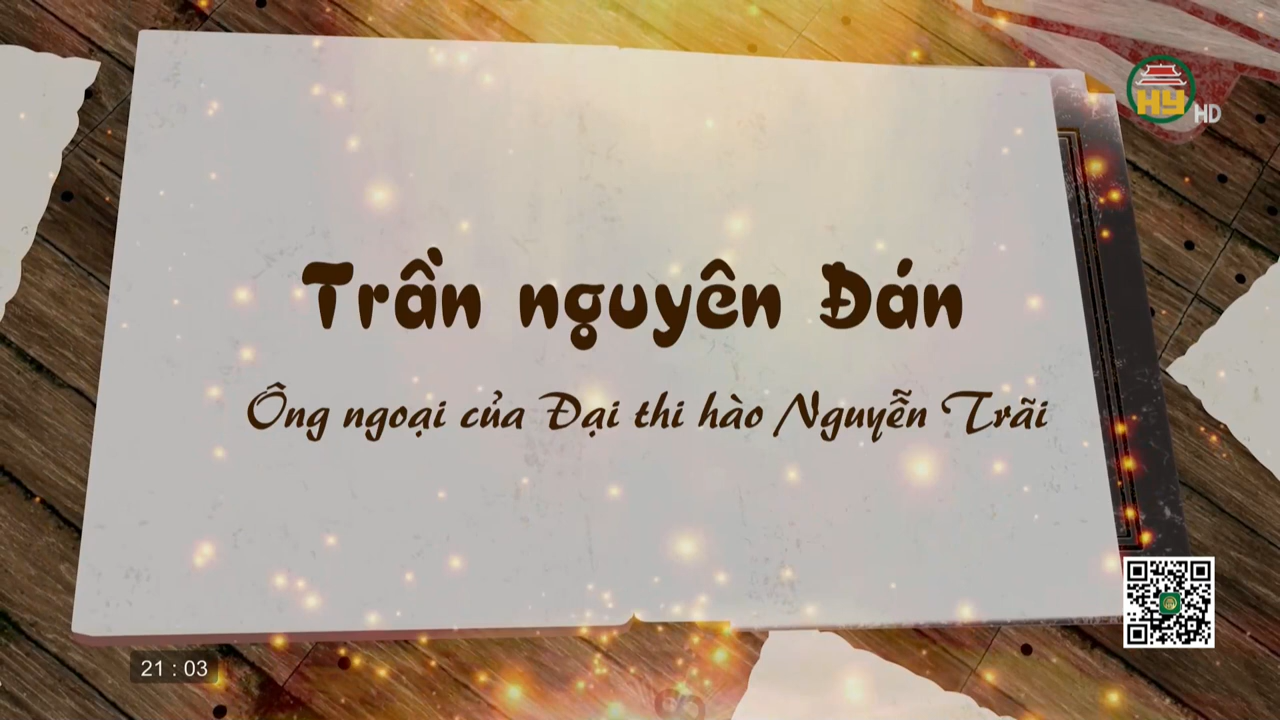 HY HD
Trần nguyên Đán
Ông ngoại của Đại thi hào Nguyễn Trãi
21 : 03